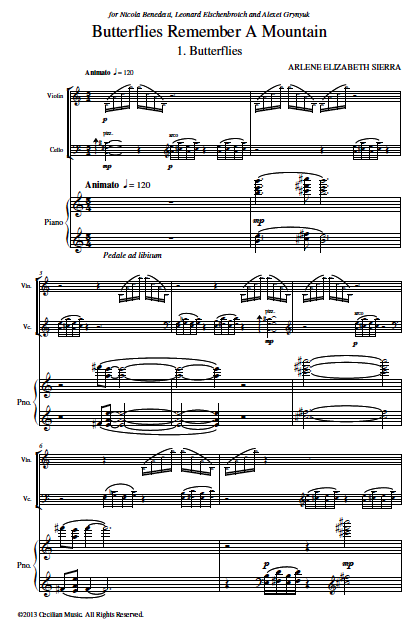 for Nicola Benedetti, Leonard Elschenbroich and Alexei Grynyuk
Butterflies Remember A Mountain
1. Butterflies
ARLENE ELIZABETH SIERRA
Animato ♩= 120
Violin
p
pizz.
arco
Cello
mp
p
Animato ♩= 120
Piano
mp
Pedale ad libitum
3
Vln.
pizz.
arco
Vc.
mp
p
Pno.
6
Vln.
Vc.
Pno.
p
mp
©2013 Cecilian Music. All Rights Reserved.